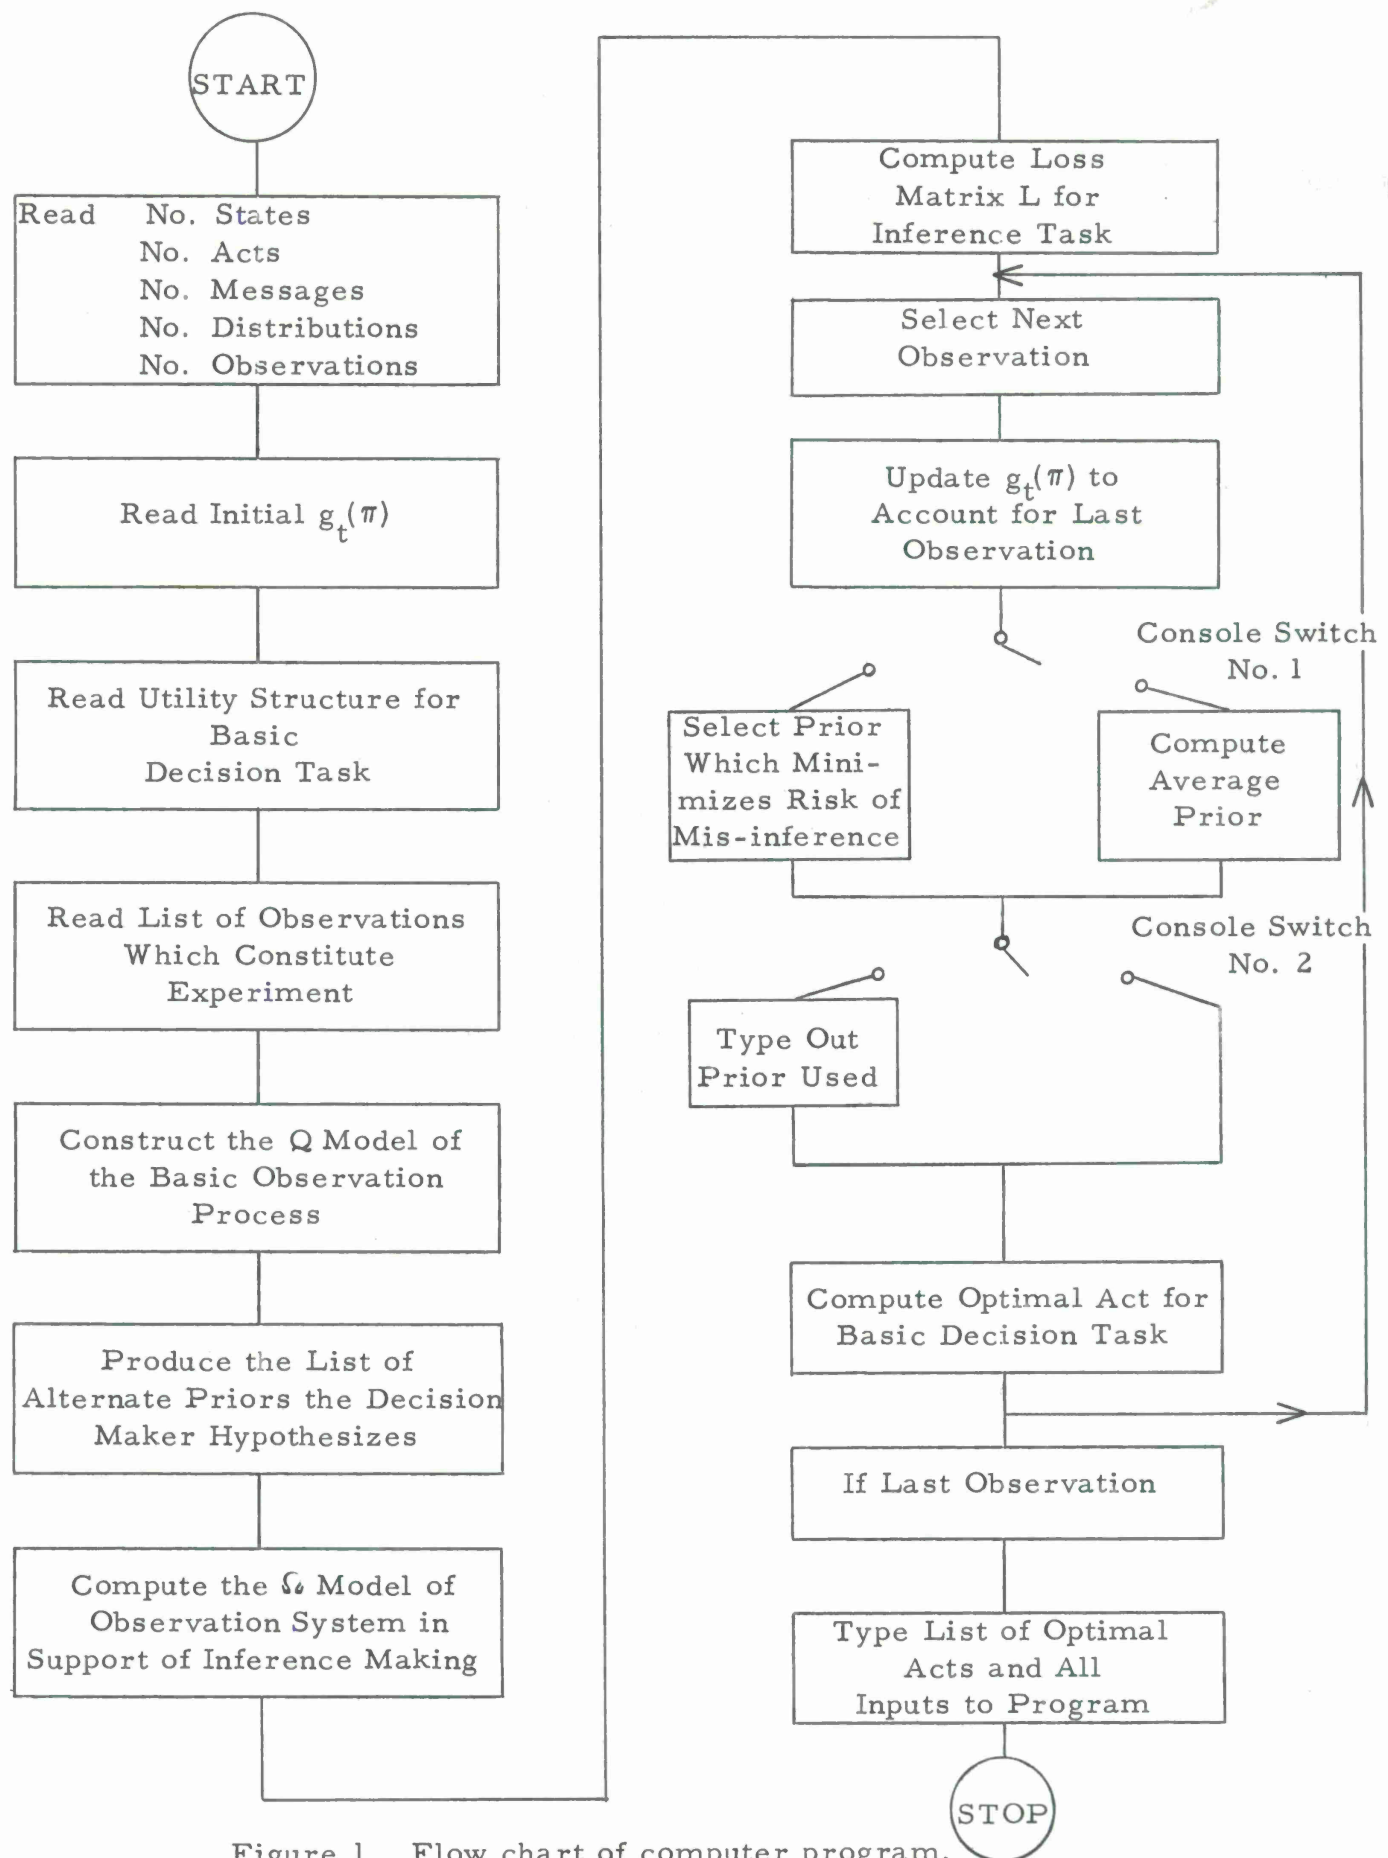 START
Read No. States
No. Acts
No. Messages
No. Distributions
No. Observations
Read Initial g_t(π)
Read Utility Structure for
Basic
Decision Task
Read List of Observations
Which Constitute
Experiment
Construct the Q Model of
the Basic Observation
Process
Produce the List of
Alternate Priors the Decision
Maker Hypothesizes
Compute the Ω Model of
Observation System in
Support of Inference Making
Compute Loss
Matrix L for
Inference Task
Select Next
Observation
Update g_t(π) to
Account for Last
Observation
Console Switch
No. 1
Select Prior
Which Mini-
mizes Risk of
Mis-inference
Compute
Average
Prior
Console Switch
No. 2
Type Out
Prior Used
Compute Optimal Act for
Basic Decision Task
If Last Observation
Type List of Optimal
Acts and All
Inputs to Program
STOP
Figure 1. Flow chart of computer program.